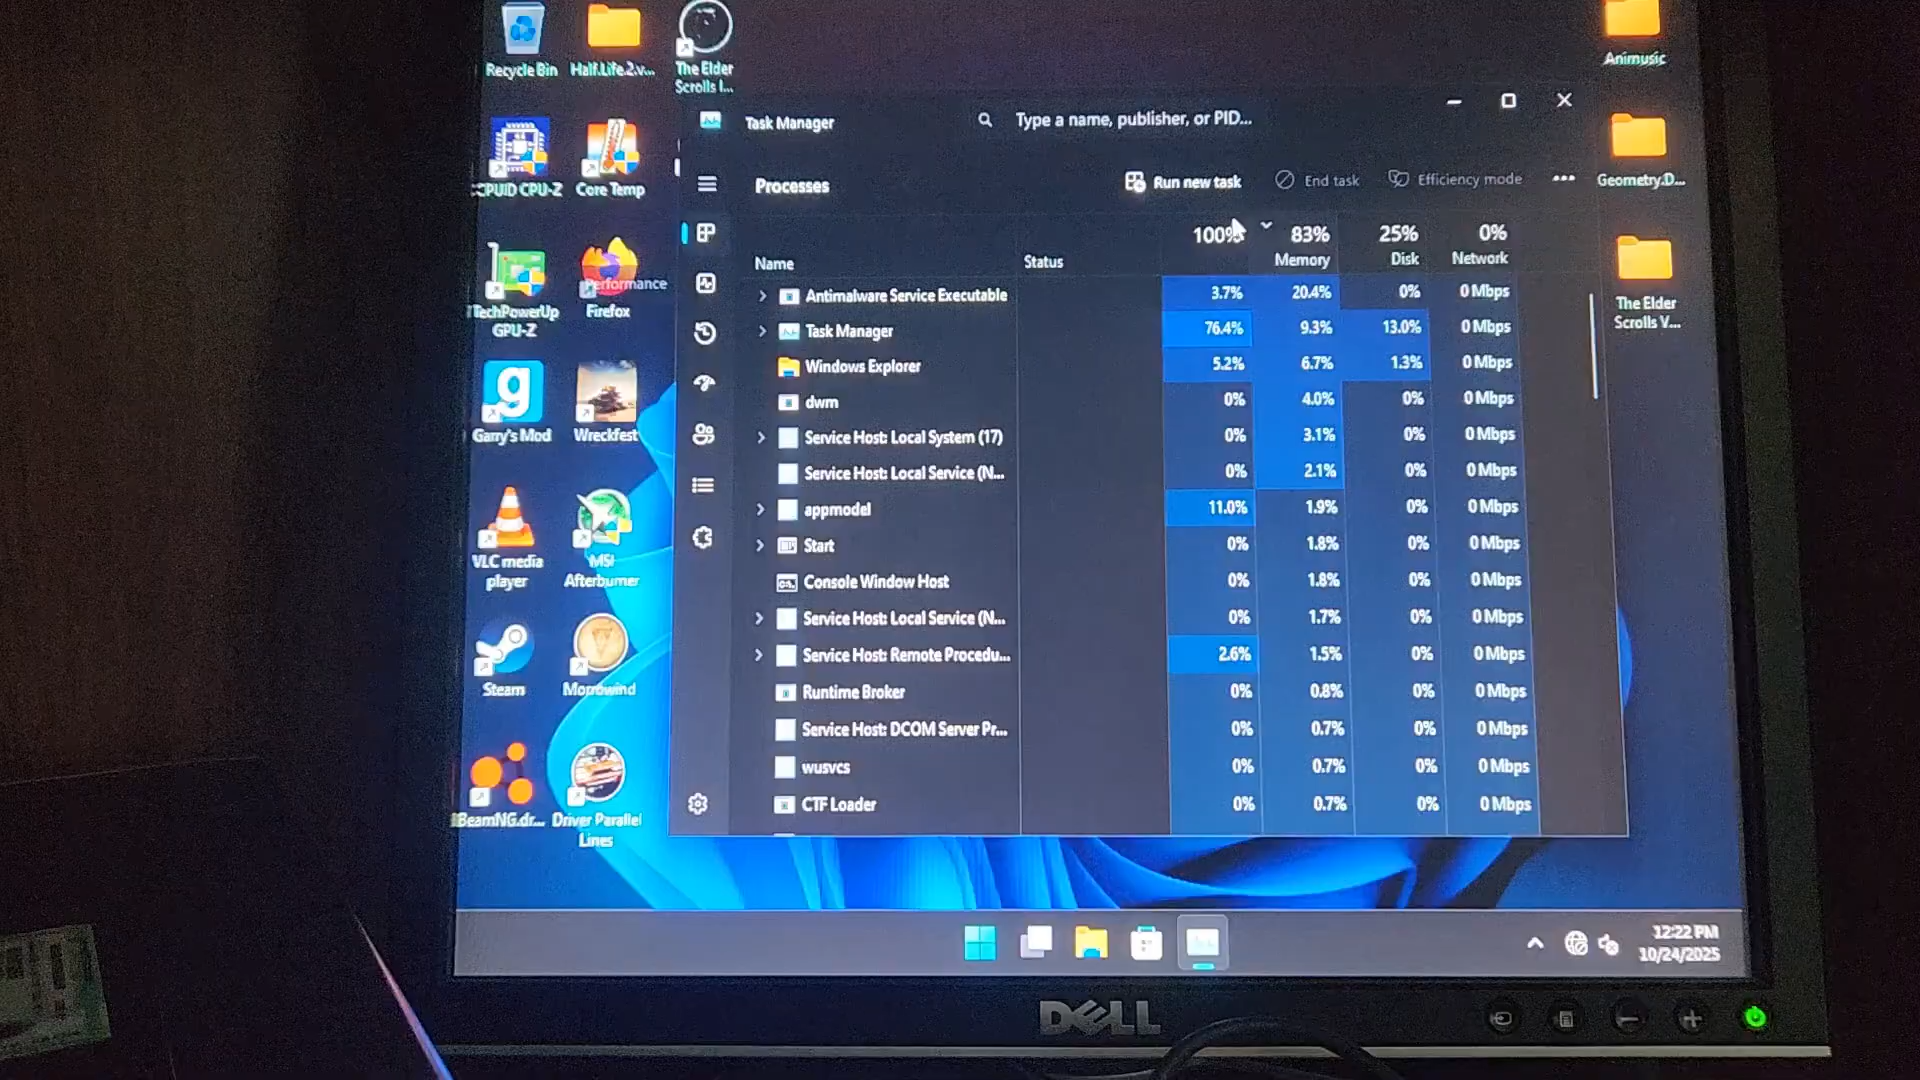 Recycle Bin
Half.Life.2.v...
The Elder
Scrolls I...
CPUID CPU-Z
Core Temp
TechPowerUp
GPU-Z
Firefox
Performance
Garry's Mod
Wreckfest
VLC media
player
MSI
Afterburner
Steam
Morrowind
BeamNG.dr...
Driver Parallel
Lines
Animusic
Geometry.D...
The Elder
Scrolls V...
Task Manager
Type a name, publisher, or PID...
Processes
Run new task
End task
Efficiency mode
100% 83% 25% 0%
Name Status Memory Disk Network
Antimalware Service Executable 3.7% 20.4% 0% 0 Mbps
Task Manager 76.4% 9.3% 13.0% 0 Mbps
Windows Explorer 5.2% 6.7% 1.3% 0 Mbps
dwm 0% 4.0% 0% 0 Mbps
Service Host: Local System (17) 0% 3.1% 0% 0 Mbps
Service Host: Local Service (N... 0% 2.1% 0% 0 Mbps
appmodel 11.0% 1.9% 0% 0 Mbps
Start 0% 1.8% 0% 0 Mbps
Console Window Host 0% 1.8% 0% 0 Mbps
Service Host: Local Service (N... 0% 1.7% 0% 0 Mbps
Service Host: Remote Procedu... 2.6% 1.5% 0% 0 Mbps
Runtime Broker 0% 0.8% 0% 0 Mbps
Service Host: DCOM Server Pr... 0% 0.7% 0% 0 Mbps
wusvcs 0% 0.7% 0% 0 Mbps
CTF Loader 0% 0.7% 0% 0 Mbps
12:22 PM
10/24/2025
DELL